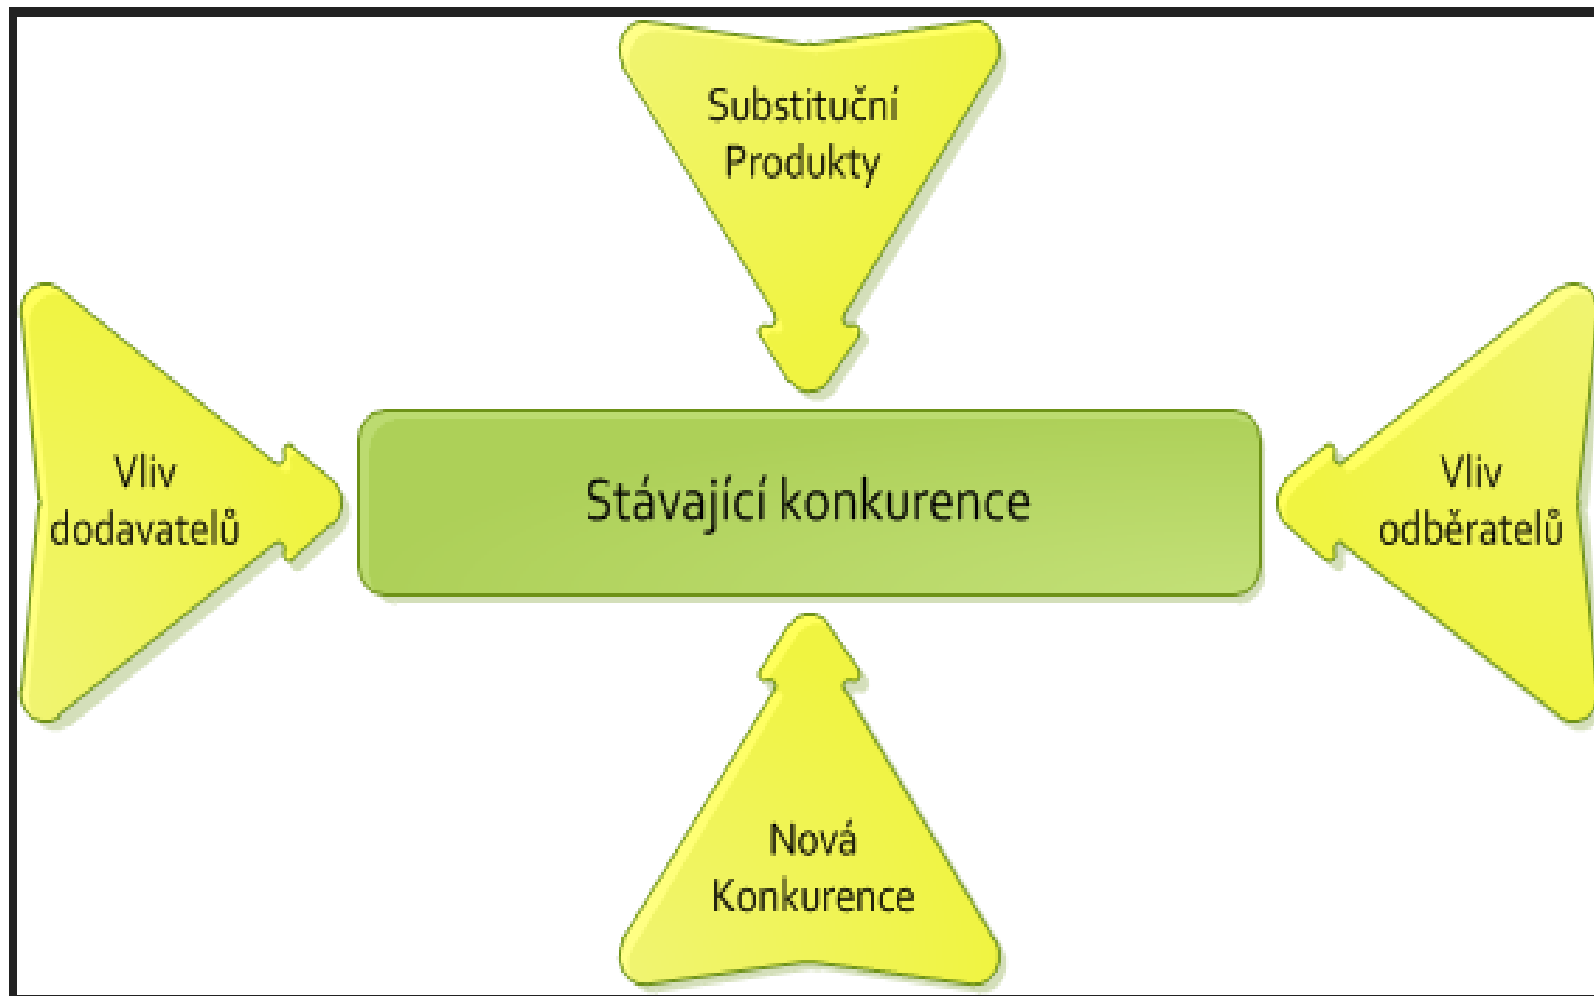 Substituční
Produkty
Vliv
dodavatelů
Stávající konkurence
Vliv
odběratelů
Nová
Konkurence